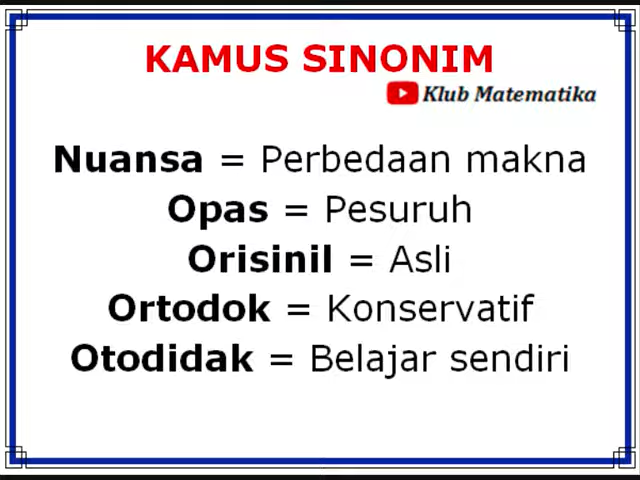 KAMUS SINONIM
Klub Matematika
Nuansa = Perbedaan makna
Opas = Pesuruh
Orisinil = Asli
Ortodok = Konservatif
Otodidak = Belajar sendiri